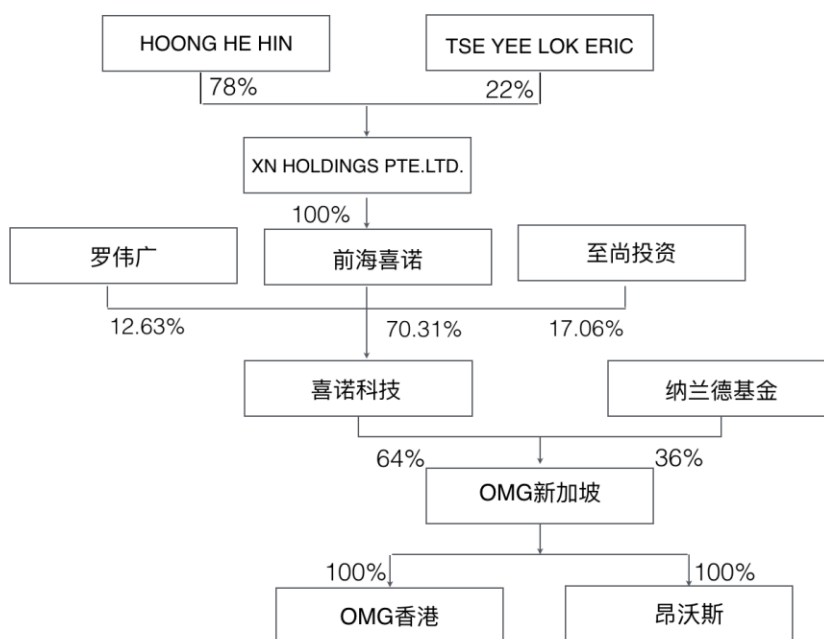 HOONG HE HIN
TSE YEE LOK ERIC
78%
22%
XN HOLDINGS PTE.LTD.
100%
罗伟广
前海喜诺
至尚投资
12.63%
70.31%
17.06%
喜诺科技
纳兰德基金
64%
36%
OMG新加坡
100%
100%
OMG香港
昂沃斯